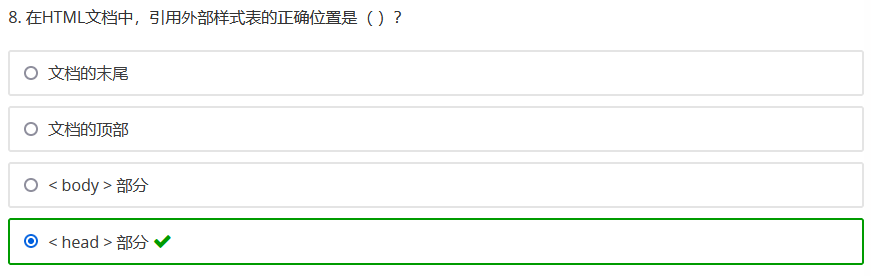 8. 在HTML文档中，引用外部样式表的正确位置是（ ）？
文档的末尾
文档的顶部
< body > 部分
< head > 部分